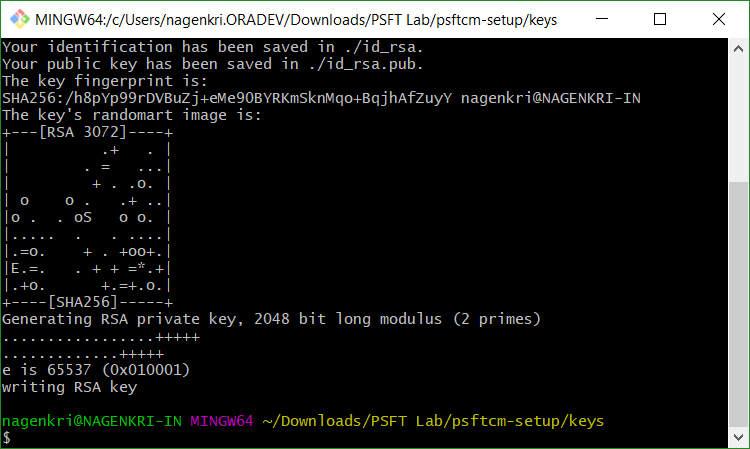 MINGW64:/c/Users/nagenkri.ORADEV/Downloads/PSFT Lab/psftcm-setup/keys
Your identification has been saved in ./id_rsa.
Your public key has been saved in ./id_rsa.pub.
The key fingerprint is:
SHA256:/h8pYp99rDVBuZj+eMe9OBYRKmSknMqo+BqjhAfZuyY nagenkri@NAGENKRI-IN
The key's randomart image is:
+---[RSA 3072]----+
|          .+   . |
|        . =   ...|
|         + . .o. |
| o    o .   .+ ..|
|o .  . oS   o o. |
|.....  .   . ....|
|.=o.    + . +oo+.|
|E.=.   . + + =*.+|
|.+o.      +.=+.o.|
+----[SHA256]-----+
Generating RSA private key, 2048 bit long modulus (2 primes)
.................+++++
.............+++++
e is 65537 (0x010001)
writing RSA key
nagenkri@NAGENKRI-IN MINGW64 ~/Downloads/PSFT Lab/psftcm-setup/keys
$